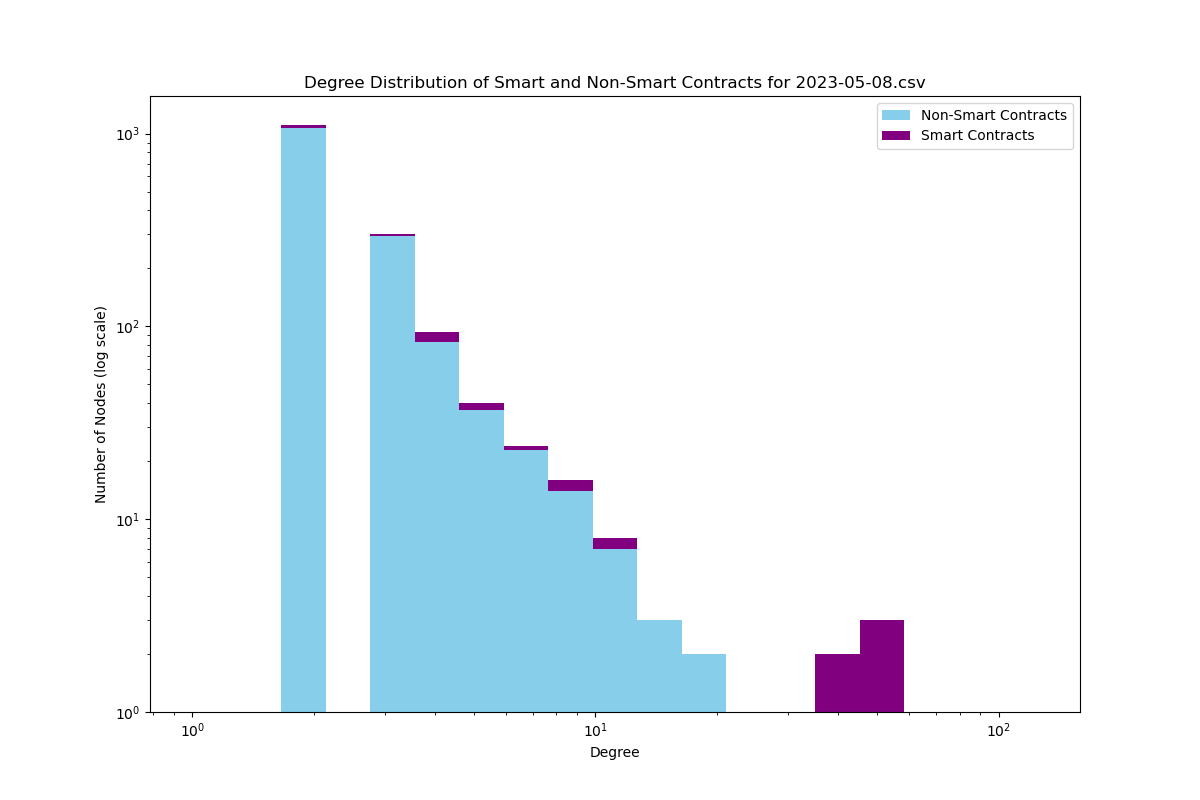 Degree Distribution of Smart and Non-Smart Contracts for 2023-05-08.csv
Non-Smart Contracts
Smart Contracts
Number of Nodes (log scale)
10³
10²
10¹
10⁰
10⁰ 10¹ 10²
Degree